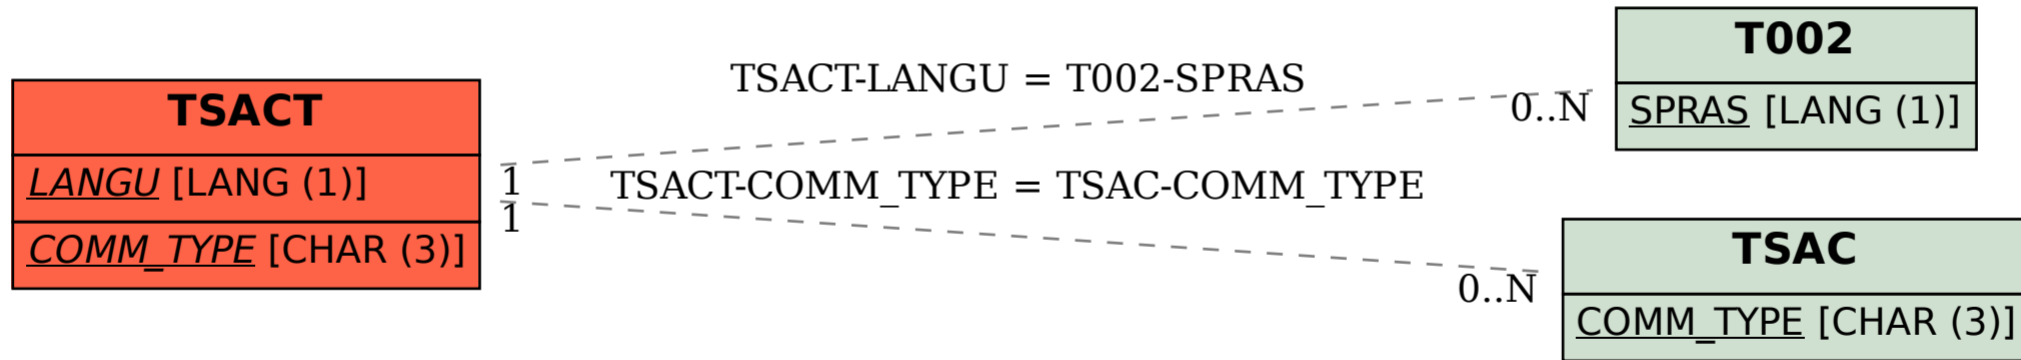 TSACT
LANGU [LANG (1)]
COMM_TYPE [CHAR (3)]
TSACT-LANGU = T002-SPRAS
1
0..N
TSACT-COMM_TYPE = TSAC-COMM_TYPE
1
0..N
T002
SPRAS [LANG (1)]
TSAC
COMM_TYPE [CHAR (3)]